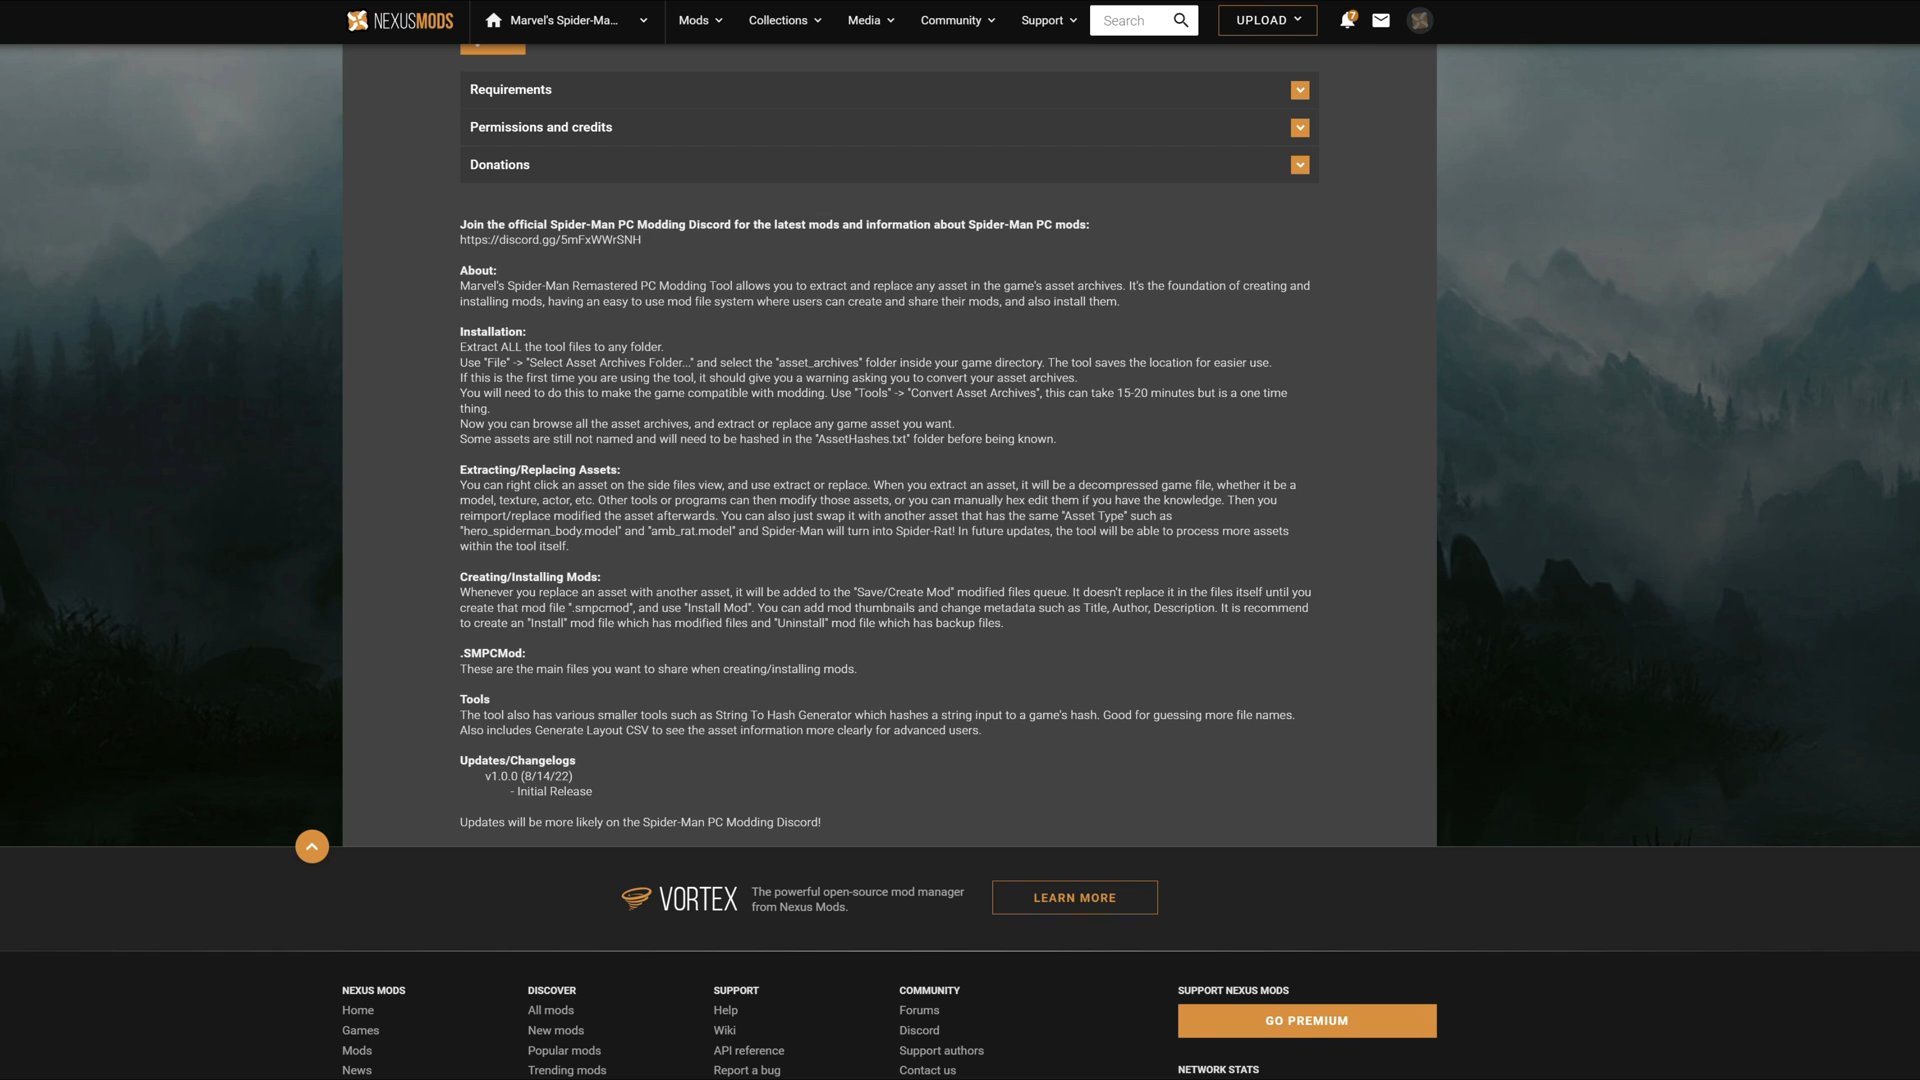 NEXUSMODS
Marvel's Spider-Ma...
Mods
Collections
Media
Community
Support
Search
UPLOAD
7
Requirements
Permissions and credits
Donations
Join the official Spider-Man PC Modding Discord for the latest mods and information about Spider-Man PC mods:
https://discord.gg/5mFxWWrSNH
About:
Marvel's Spider-Man Remastered PC Modding Tool allows you to extract and replace any asset in the game's asset archives. It's the foundation of creating and
installing mods, having an easy to use mod file system where users can create and share their mods, and also install them.
Installation:
Extract ALL the tool files to any folder.
Use "File" -> "Select Asset Archives Folder..." and select the "asset_archives" folder inside your game directory. The tool saves the location for easier use.
If this is the first time you are using the tool, it should give you a warning asking you to convert your asset archives.
You will need to do this to make the game compatible with modding. Use "Tools" -> "Convert Asset Archives", this can take 15-20 minutes but is a one time
thing.
Now you can browse all the asset archives, and extract or replace any game asset you want.
Some assets are still not named and will need to be hashed in the "AssetHashes.txt" folder before being known.
Extracting/Replacing Assets:
You can right click an asset on the side files view, and use extract or replace. When you extract an asset, it will be a decompressed game file, whether it be a
model, texture, actor, etc. Other tools or programs can then modify those assets, or you can manually hex edit them if you have the knowledge. Then you
reimport/replace modified the asset afterwards. You can also just swap it with another asset that has the same "Asset Type" such as
"hero_spiderman_body.model" and "amb_rat.model" and Spider-Man will turn into Spider-Rat! In future updates, the tool will be able to process more assets
within the tool itself.
Creating/Installing Mods:
Whenever you replace an asset with another asset, it will be added to the "Save/Create Mod" modified files queue. It doesn't replace it in the files itself until you
create that mod file ".smpcmod", and use "Install Mod". You can add mod thumbnails and change metadata such as Title, Author, Description. It is recommend
to create an "Install" mod file which has modified files and "Uninstall" mod file which has backup files.
.SMPCMod:
These are the main files you want to share when creating/installing mods.
Tools
The tool also has various smaller tools such as String To Hash Generator which hashes a string input to a game's hash. Good for guessing more file names.
Also includes Generate Layout CSV to see the asset information more clearly for advanced users.
Updates/Changelogs
v1.0.0 (8/14/22)
- Initial Release
Updates will be more likely on the Spider-Man PC Modding Discord!
VORTEX
The powerful open-source mod manager
from Nexus Mods.
LEARN MORE
NEXUS MODS
Home
Games
Mods
News
DISCOVER
All mods
New mods
Popular mods
Trending mods
SUPPORT
Help
Wiki
API reference
Report a bug
COMMUNITY
Forums
Discord
Support authors
Contact us
SUPPORT NEXUS MODS
GO PREMIUM
NETWORK STATS